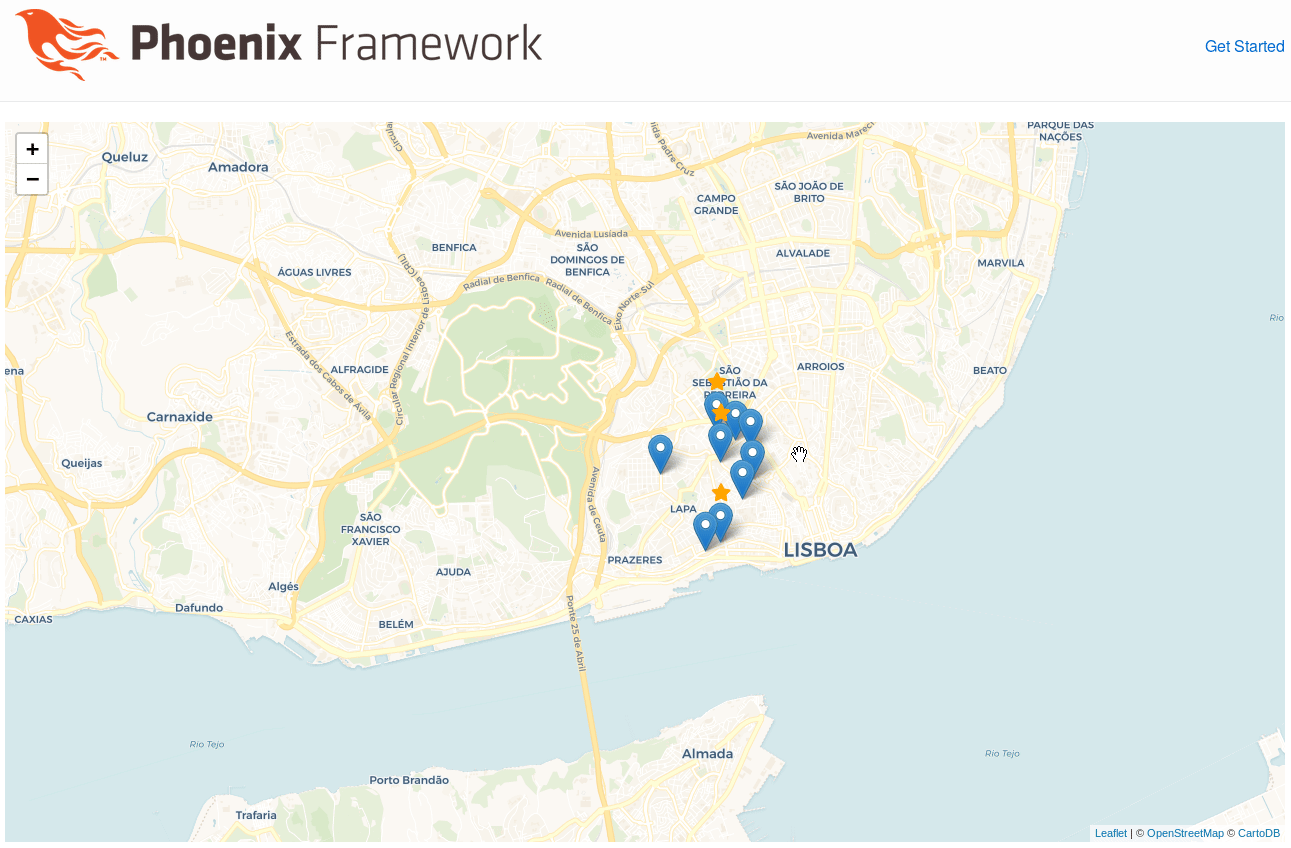 Phoenix Framework
TM
Get Started
+
−
Queluz
Amadora
Avenida Marec
PARQUE DAS
NAÇÕES
Circular
ida Padre Cruz
CAMPO
GRANDE
SÃO JOÃO DE
BRITO
Avenida Lusíada
BENFICA
SÃO
DOMINGOS DE
BENFICA
ALVALADE
MARVILA
ÁGUAS LIVRES
Radial de Benfica
Radial de Benfica
Eixo Norte-Sul
Circular Regional Interior de Lisboa (CRIL)
Rio
Estrada dos Cabos de Ávila
ena
ALFRAGIDE
SÃO
SEBASTIÃO DA
PEDREIRA
ARROIOS
BEATO
Carnaxide
Queijas
Avenida de Ceuta
LAPA
SÃO
FRANCISCO
XAVIER
LISBOA
PRAZERES
AJUDA
Algés
Dafundo
CAXIAS
BELÉM
Ponte 25 de Abril
Rio Tejo
Almada
Rio Tejo
Porto Brandão
Trafaria
Leaflet | © OpenStreetMap © CartoDB